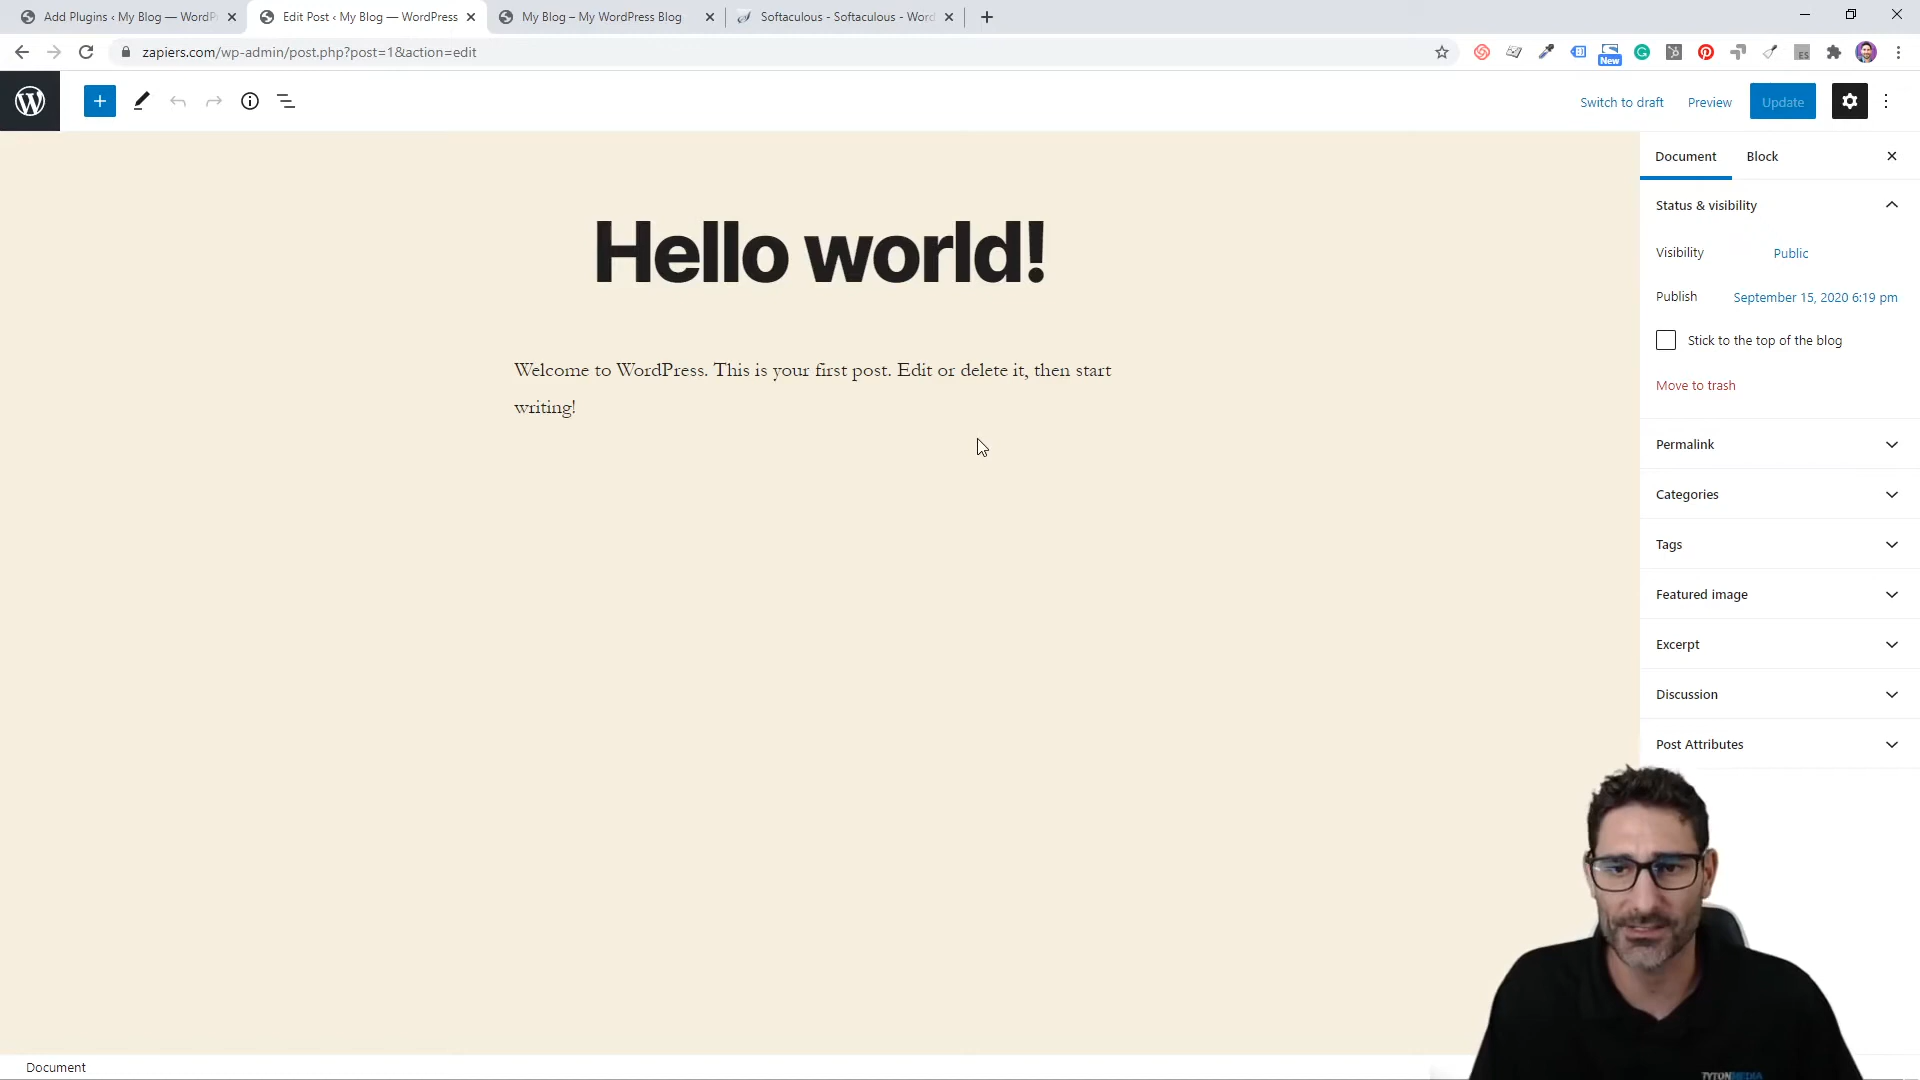 Add Plugins ‹ My Blog — WordP
Edit Post ‹ My Blog — WordPress
My Blog – My WordPress Blog
Softaculous - Softaculous - Word
zapiers.com/wp-admin/post.php?post=1&action=edit
New
ES
Switch to draft
Preview
Update
Document
Block
Hello world!
Welcome to WordPress. This is your first post. Edit or delete it, then start
writing!
Status & visibility
Visibility
Public
Publish
September 15, 2020 6:19 pm
Stick to the top of the blog
Move to trash
Permalink
Categories
Tags
Featured image
Excerpt
Discussion
Post Attributes
TYTONMEDIA
Document